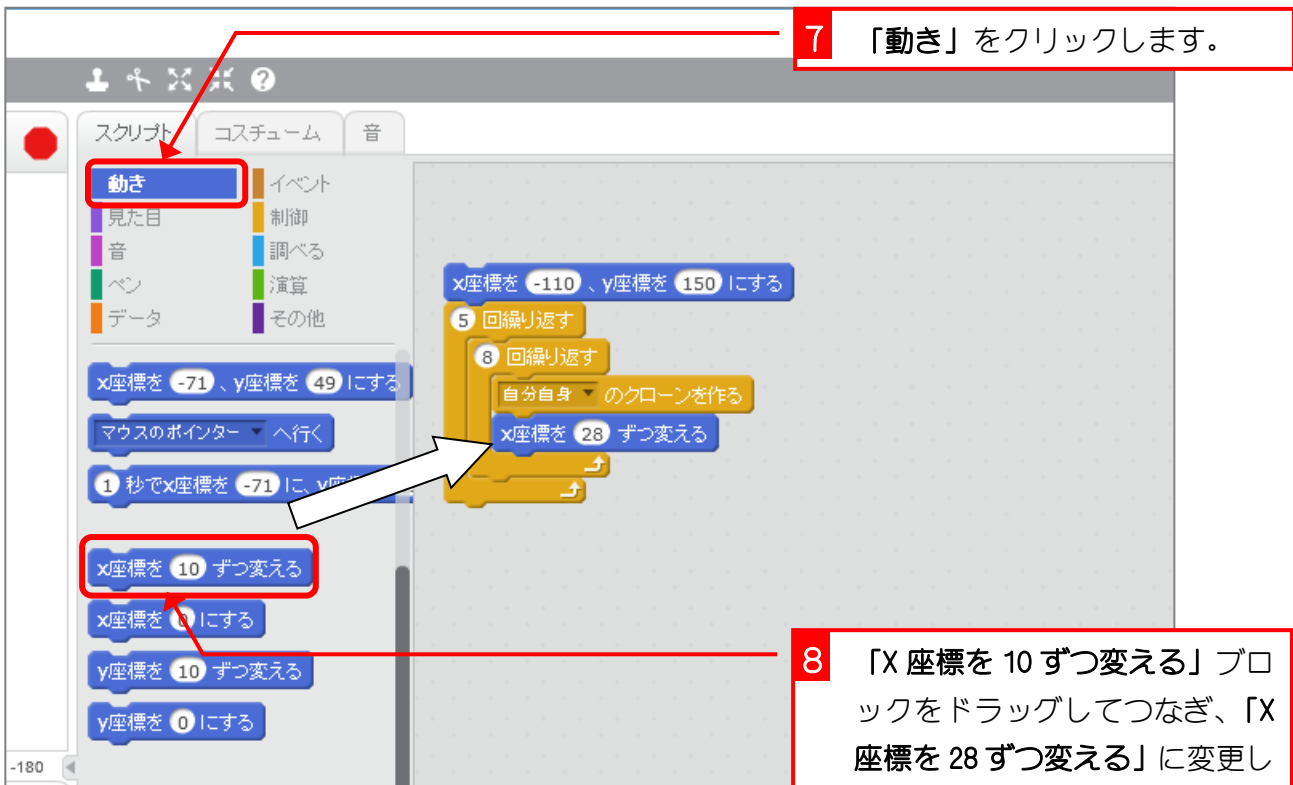 7 「動き」をクリックします。
スクリプト コスチューム 音
動き イベント
見た目 制御
音 調べる
ペン 演算
データ その他
x座標を -71 、y座標を 49 にする
マウスのポインター へ行く
1 秒でx座標を -71 に、
x座標を 10 ずつ変える
x座標を 0 にする
y座標を 10 ずつ変える
y座標を 0 にする
x座標を -110 、y座標を 150 にする
5 回繰り返す
8 回繰り返す
自分自身 のクローンを作る
x座標を 28 ずつ変える
8 「X 座標を 10 ずつ変える」ブロ
ックをドラッグしてつなぎ、「X
座標を 28 ずつ変える」に変更し
-180